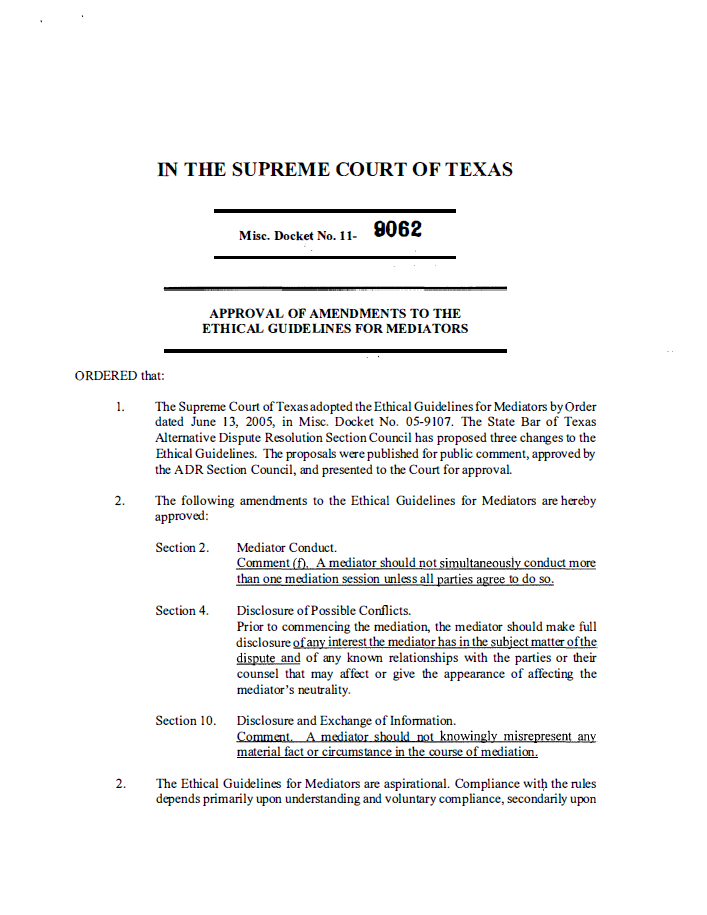 IN THE SUPREME COURT OF TEXAS
Misc. Docket No. 11- 9062
APPROVAL OF AMENDMENTS TO THE
ETHICAL GUIDELINES FOR MEDIATORS
ORDERED that:
1. The Supreme Court of Texas adopted the Ethical Guidelines for Mediators by Order
dated June 13, 2005, in Misc. Docket No. 05-9107. The State Bar of Texas
Alternative Dispute Resolution Section Council has proposed three changes to the
Ethical Guidelines. The proposals were published for public comment, approved by
the ADR Section Council, and presented to the Court for approval.
2. The following amendments to the Ethical Guidelines for Mediators are hereby
approved:
Section 2. Mediator Conduct.
Comment (f). A mediator should not simultaneously conduct more
than one mediation session unless all parties agree to do so.
Section 4. Disclosure of Possible Conflicts.
Prior to commencing the mediation, the mediator should make full
disclosure of any interest the mediator has in the subject matter of the
dispute and of any known relationships with the parties or their
counsel that may affect or give the appearance of affecting the
mediator's neutrality.
Section 10. Disclosure and Exchange of Information.
Comment. A mediator should not knowingly misrepresent any
material fact or circumstance in the course of mediation.
2. The Ethical Guidelines for Mediators are aspirational. Compliance with the rules
depends primarily upon understanding and voluntary compliance, secondarily upon